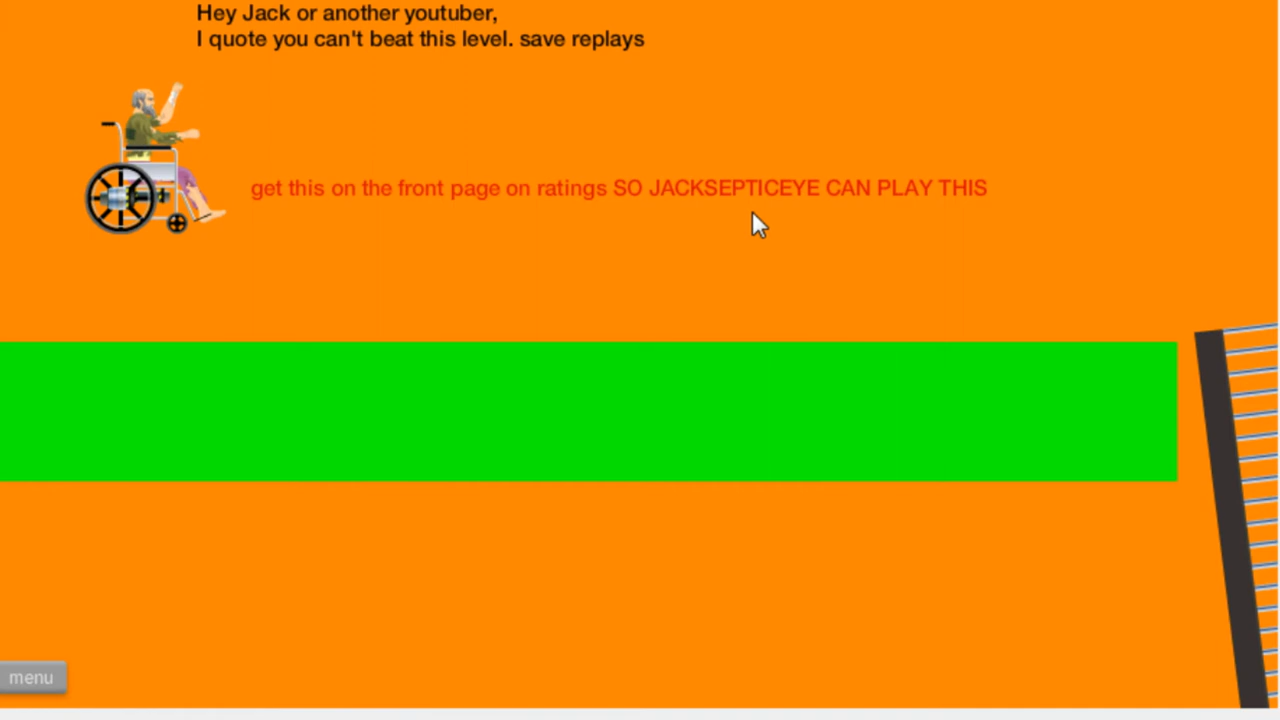 Hey Jack or another youtuber,
I quote you can't beat this level. save replays
get this on the front page on ratings SO JACKSEPTICEYE CAN PLAY THIS
menu